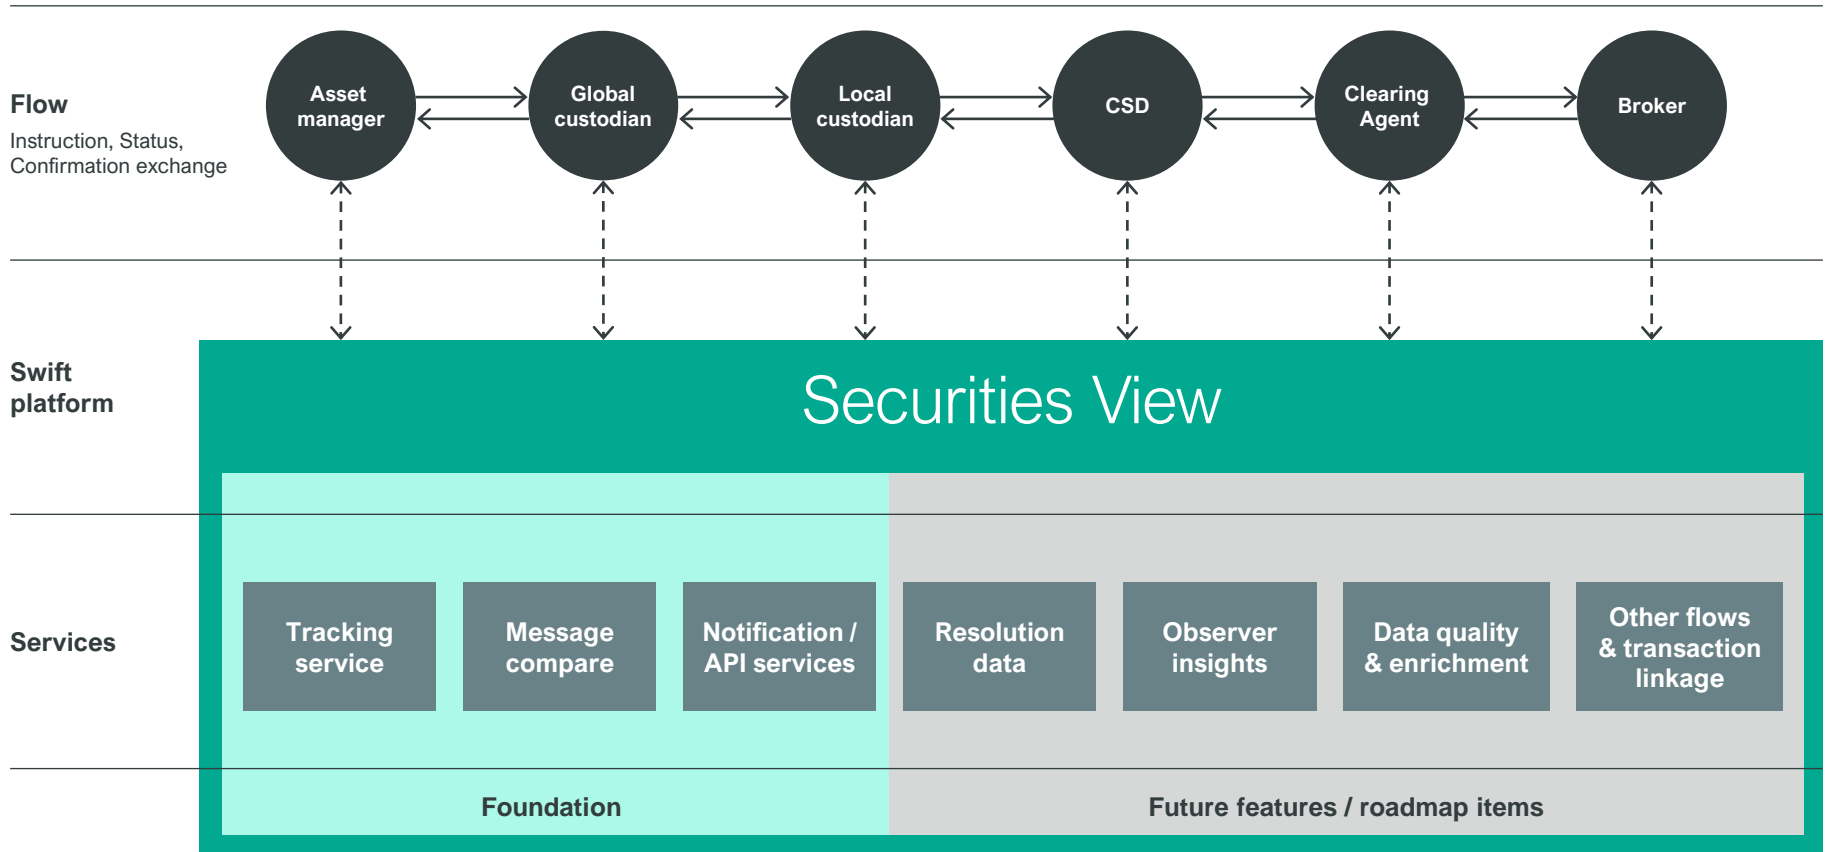 Flow
Instruction, Status,
Confirmation exchange
Asset
manager
Global
custodian
Local
custodian
CSD
Clearing
Agent
Broker
Swift
platform
Securities View
Services
Tracking
service
Message
compare
Notification /
API services
Resolution
data
Observer
insights
Data quality
& enrichment
Other flows
& transaction
linkage
Foundation
Future features / roadmap items